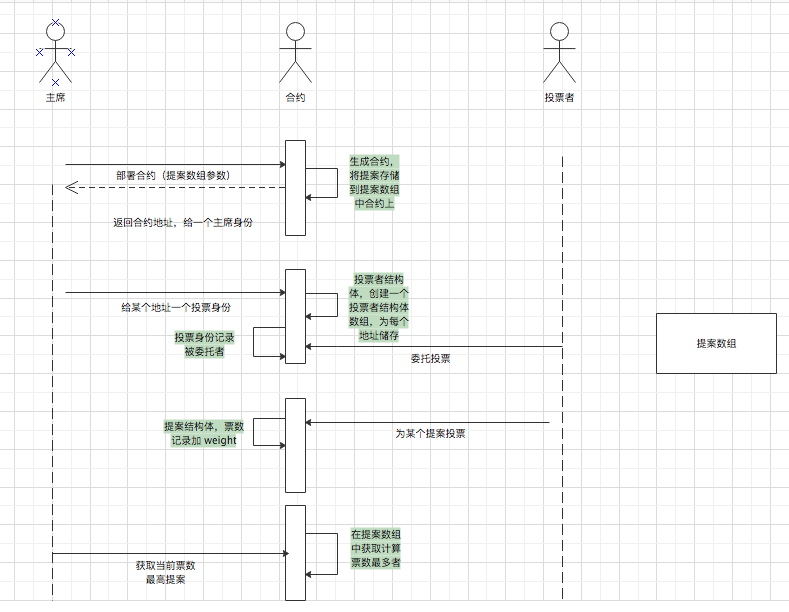 主席
合约
投票者
部署合约（提案数组参数）
生成合约，
将提案存储
到提案数组
中合约上
返回合约地址，给一个主席身份
给某个地址一个投票身份
投票者结构
体，创建一个
投票者结构体
数组，为每个
地址储存
投票身份记录
被委托者
委托投票
提案数组
提案结构体，票数
记录加 weight
为某个提案投票
获取当前票数
最高提案
在提案数组
中获取计算
票数最多者